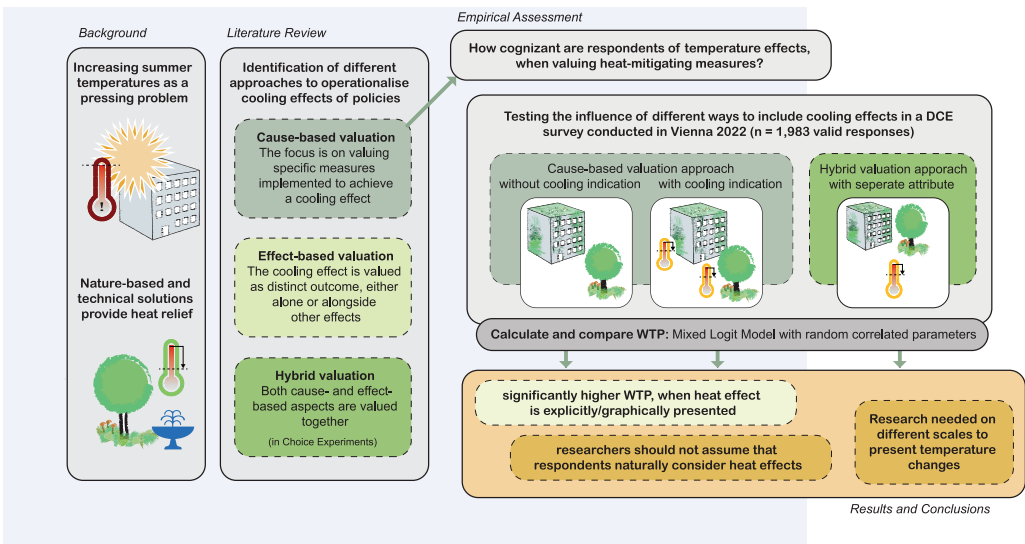 Background
Increasing summer
temperatures as a
pressing problem
!
Nature-based and
technical solutions
provide heat relief
Literature Review
Identification of different
approaches to operationalise
cooling effects of policies
Cause-based valuation
The focus is on valuing
specific measures
implemented to achieve
a cooling effect
Effect-based valuation
The cooling effect is valued
as distinct outcome, either
alone or alongside
other effects
Hybrid valuation
Both cause- and effect-
based aspects are valued
together
(in Choice Experiments)
Empirical Assessment
How cognizant are respondents of temperature effects,
when valuing heat-mitigating measures?
Testing the influence of different ways to include cooling effects in a DCE
survey conducted in Vienna 2022 (n = 1,983 valid responses)
Cause-based valuation approach
without cooling indication
with cooling indication
Hybrid valuation apporach
with seperate attribute
Calculate and compare WTP: Mixed Logit Model with random correlated parameters
significantly higher WTP, when heat effect
is explicitly/graphically presented
researchers should not assume that
respondents naturally consider heat effects
Research needed on
different scales to
present temperature
changes
Results and Conclusions